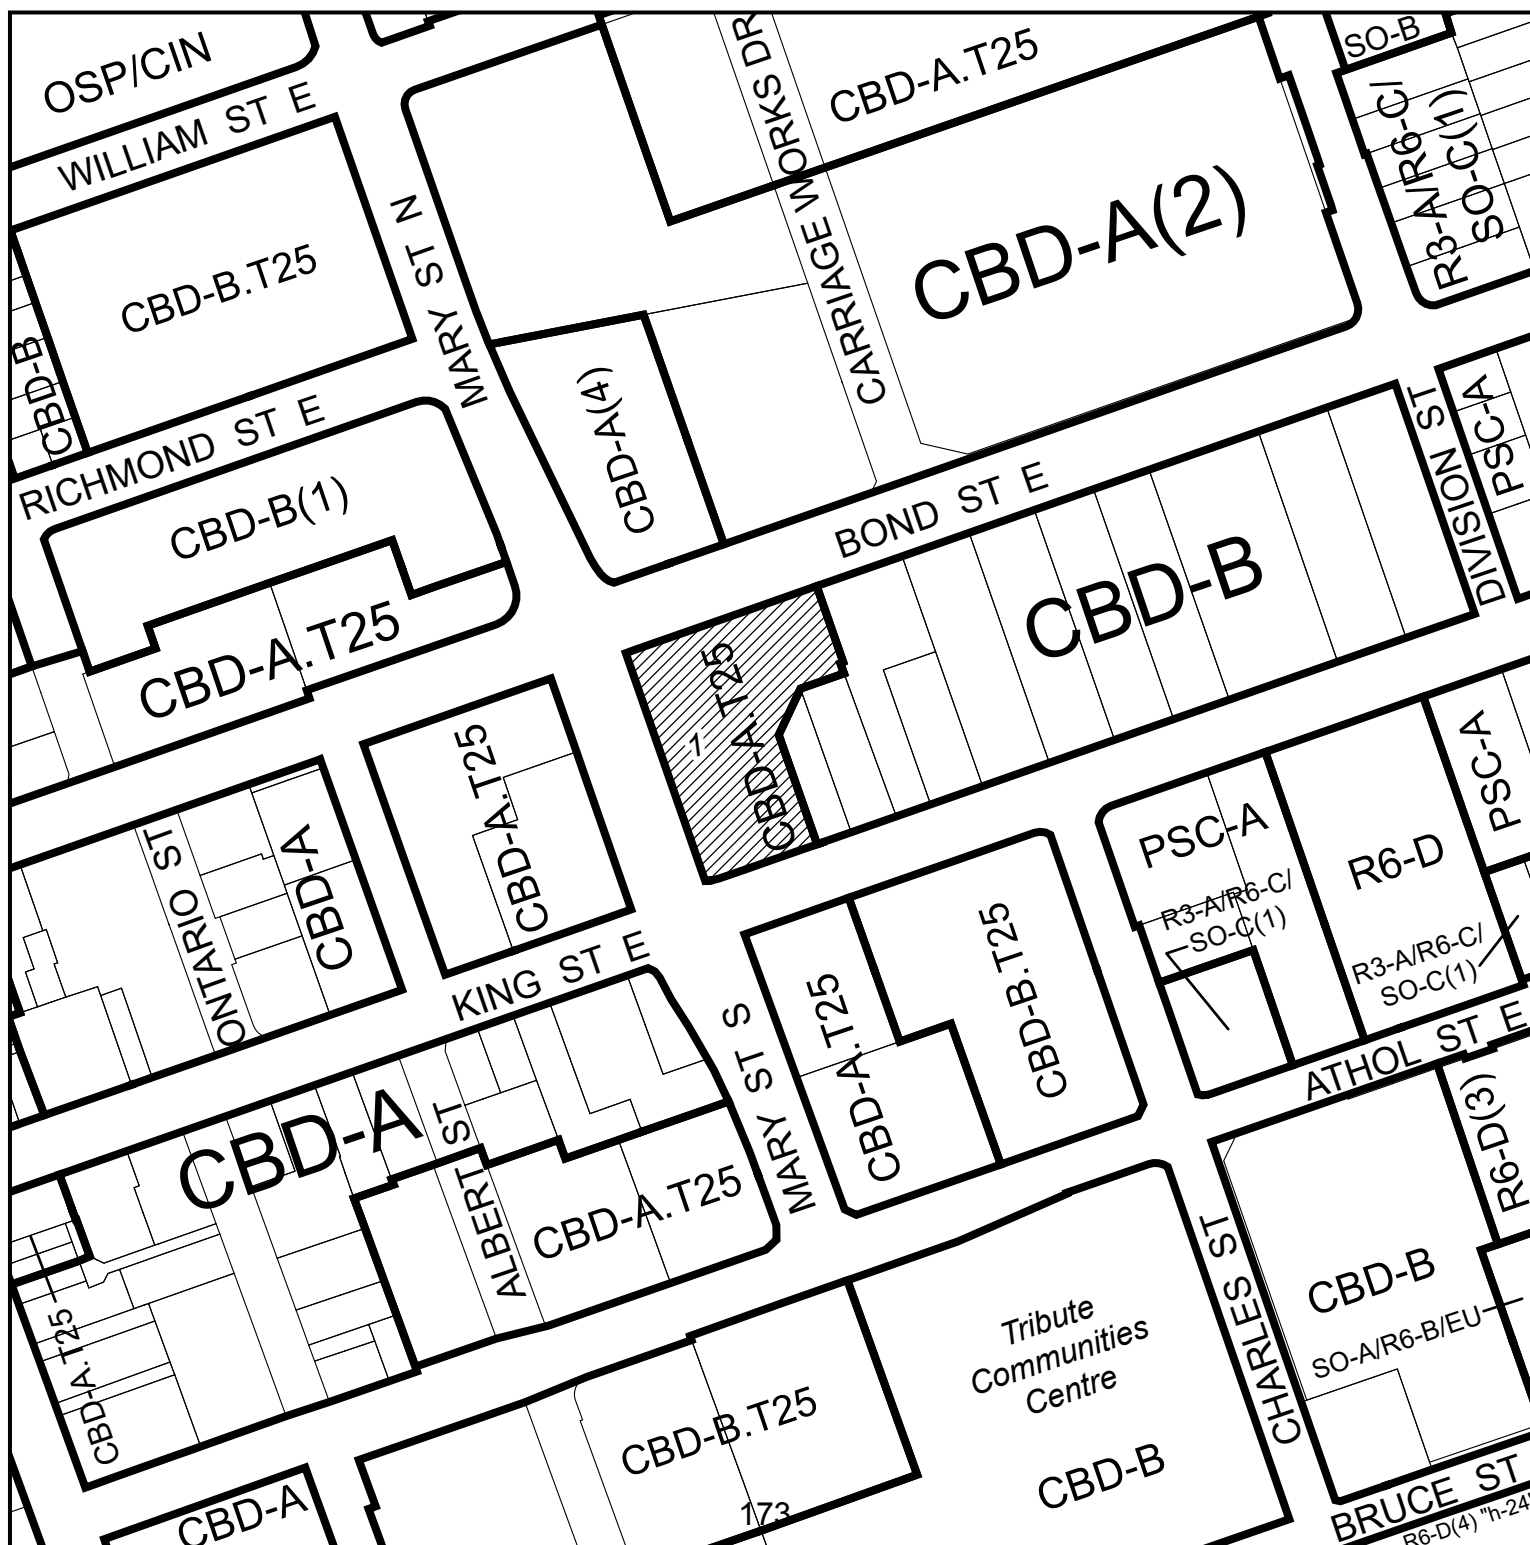 OSP/CIN
WILLIAM ST E
CBD-B.T25
CBD-B
MARY ST N
RICHMOND ST E
CARRIAGE WORKS DR
CBD-A.T25
SO-B
R3-A/R6-C/
SO-C(1)
CBD-A(2)
CBD-A(4)
CBD-B(1)
CBD-A.T25
BOND ST E
DIVISION ST
PSC-A
CBD-B
1
CBD-A.T25
CBD-A.T25
ONTARIO ST
CBD-A
KING ST E
PSC-A
R3-A/R6-C/
SO-C(1)
R6-D
PSC-A
R3-A/R6-C/
SO-C(1)
ATHOL ST E
CBD-A.T25
CBD-B.T25
MARY ST S
CBD-A
ALBERT ST
CBD-A.T25
CBD-A.T25
CHARLES ST
CBD-B
R6-D(3)
SO-A/R6-B/EU
Tribute
Communities
Centre
CBD-B
CBD-B.T25
173
CBD-A
BRUCE ST
R6-D(4) "h-24"